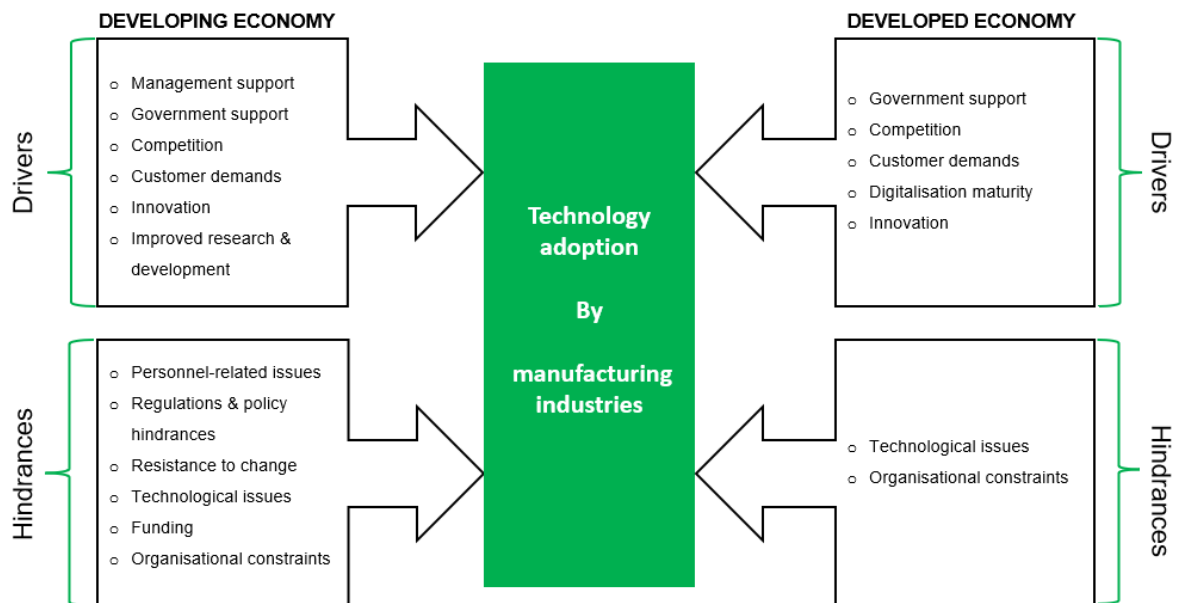 DEVELOPING ECONOMY
Drivers
Management support
Government support
Competition
Customer demands
Innovation
Improved research &
development
Hindrances
Personnel-related issues
Regulations & policy
hindrances
Resistance to change
Technological issues
Funding
Organisational constraints
Technology
adoption
By
manufacturing
industries
DEVELOPED ECONOMY
Drivers
Government support
Competition
Customer demands
Digitalisation maturity
Innovation
Hindrances
Technological issues
Organisational constraints